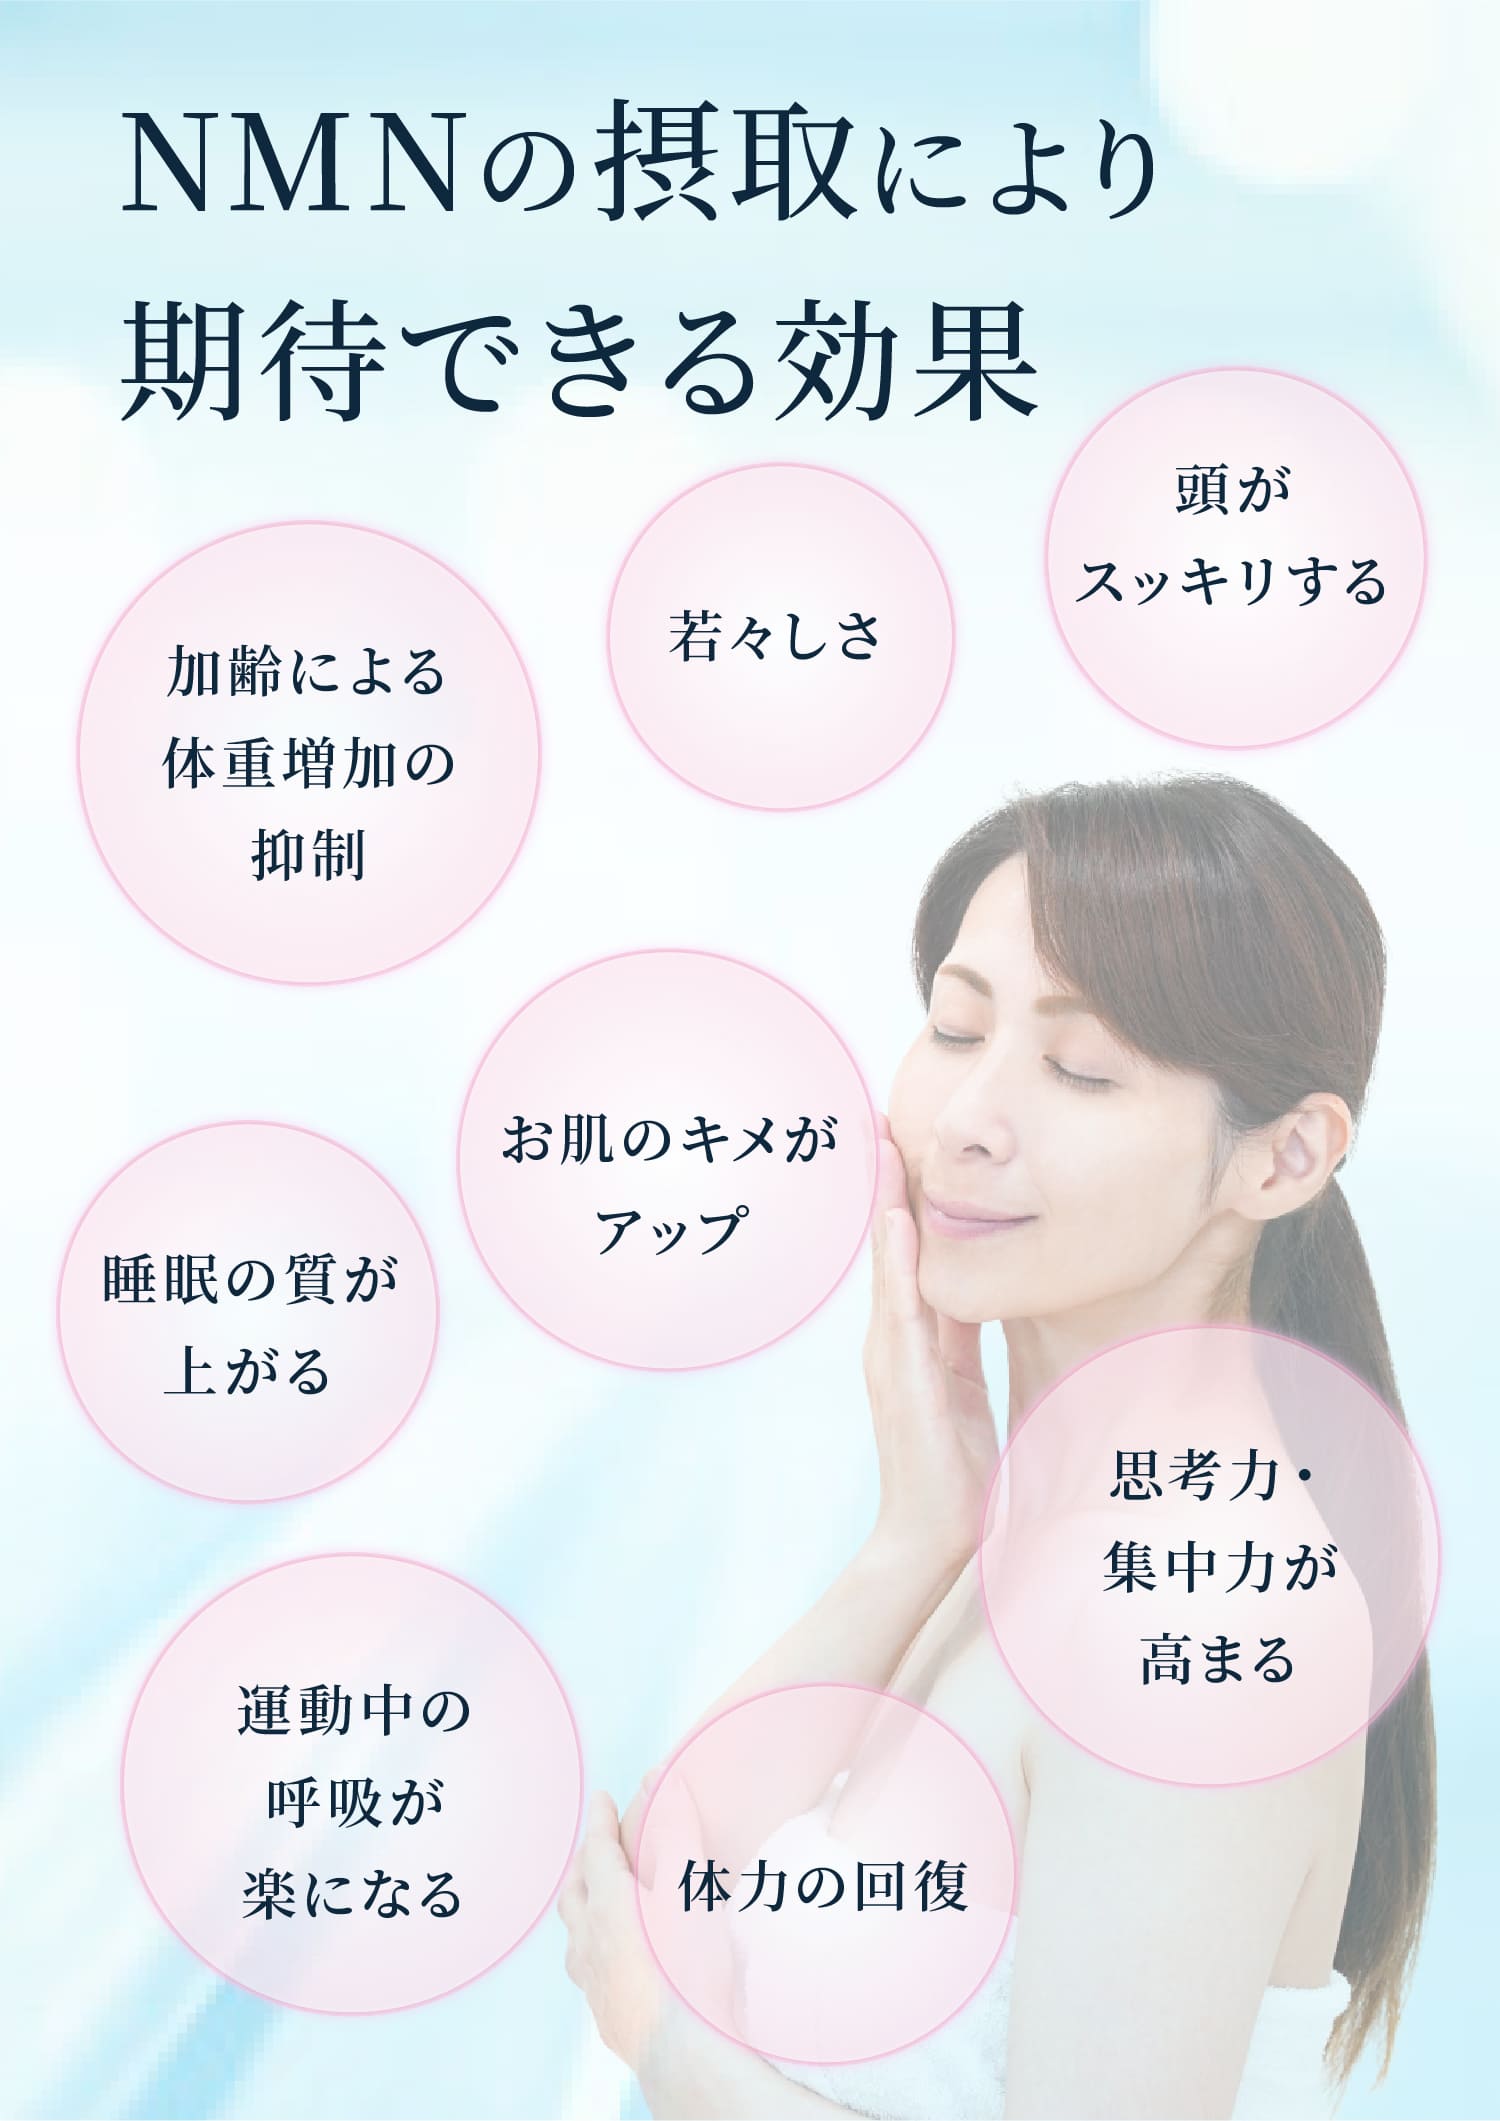 NMNの摂取により
期待できる効果
頭が
スッキリする
若々しさ
加齢による
体重増加の
抑制
お肌のキメが
アップ
睡眠の質が
上がる
思考力・
集中力が
高まる
運動中の
呼吸が
楽になる
体力の回復